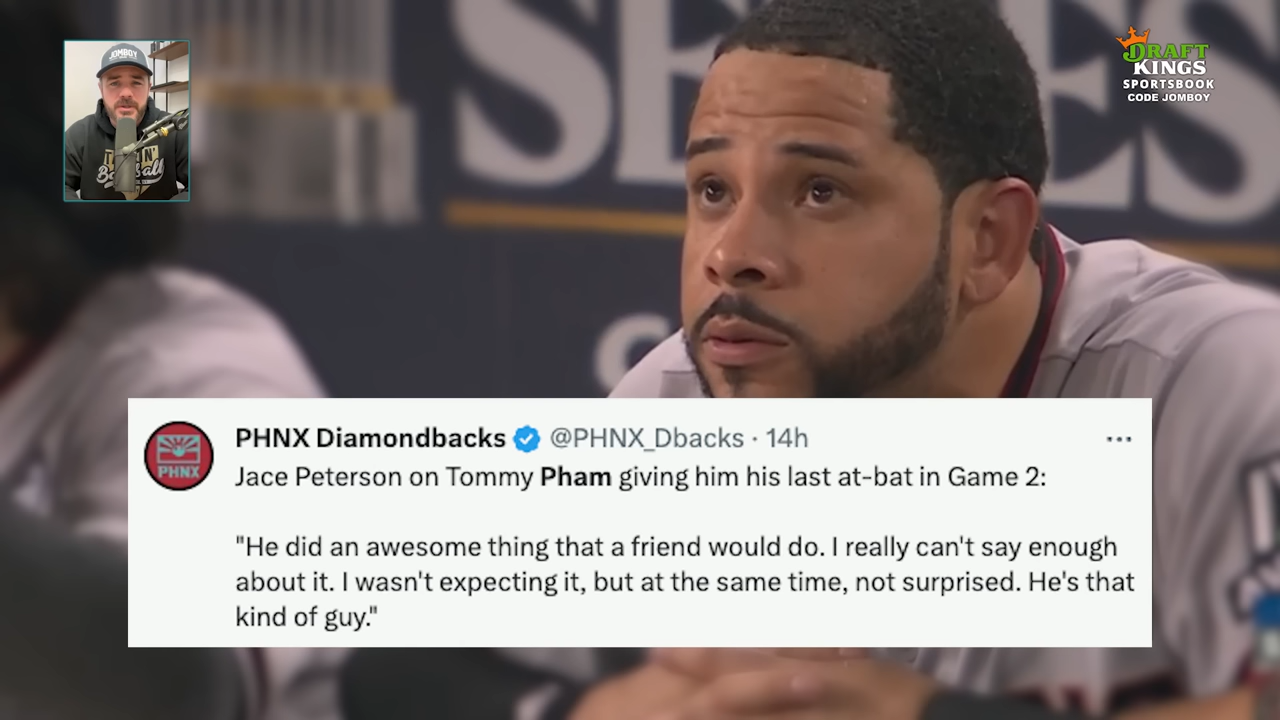 JOMBOY
DRAFT
KINGS
SPORTSBOOK
CODE JOMBOY
PHNX Diamondbacks @PHNX_Dbacks · 14h
PHNX
Jace Peterson on Tommy Pham giving him his last at-bat in Game 2:
"He did an awesome thing that a friend would do. I really can't say enough
about it. I wasn't expecting it, but at the same time, not surprised. He's that
kind of guy."